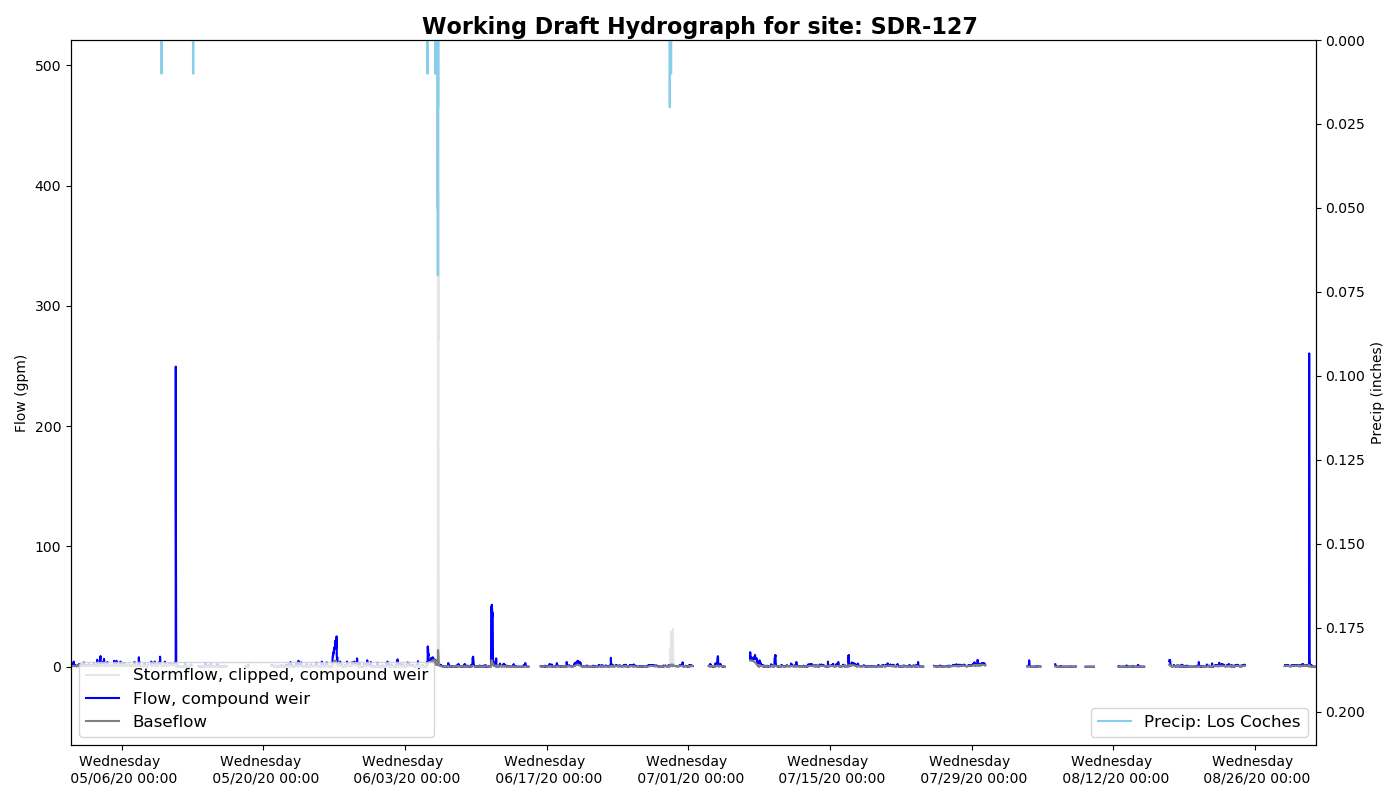 Working Draft Hydrograph for site: SDR-127
500
400
300
200
100
0
Flow (gpm)
0.000
0.025
0.050
0.075
0.100
0.125
0.150
0.175
0.200
Precip (inches)
Stormflow, clipped, compound weir
Flow, compound weir
Baseflow
Precip: Los Coches
Wednesday
05/06/20 00:00
Wednesday
05/20/20 00:00
Wednesday
06/03/20 00:00
Wednesday
06/17/20 00:00
Wednesday
07/01/20 00:00
Wednesday
07/15/20 00:00
Wednesday
07/29/20 00:00
Wednesday
08/12/20 00:00
Wednesday
08/26/20 00:00